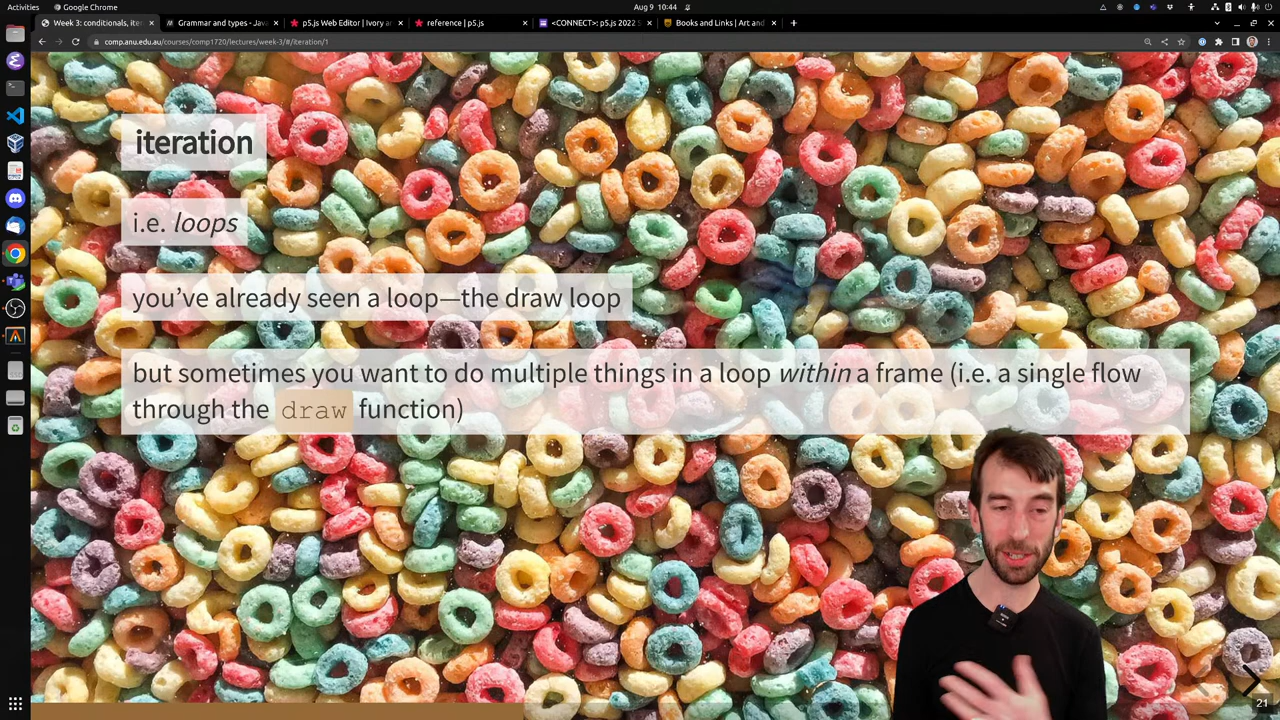 Activities
Google Chrome
Aug 9 10:44
Week 3: conditionals, iter
Grammar and types - Java
p5.js Web Editor | Ivory ar
reference | p5.js
<CONNECT>: p5.js 2022 S
Books and Links | Art and
comp.anu.edu.au/courses/comp1720/lectures/week-3/#/iteration/1
iteration
i.e. loops
you’ve already seen a loop—the draw loop
but sometimes you want to do multiple things in a loop within a frame (i.e. a single flow
through the draw function)
21